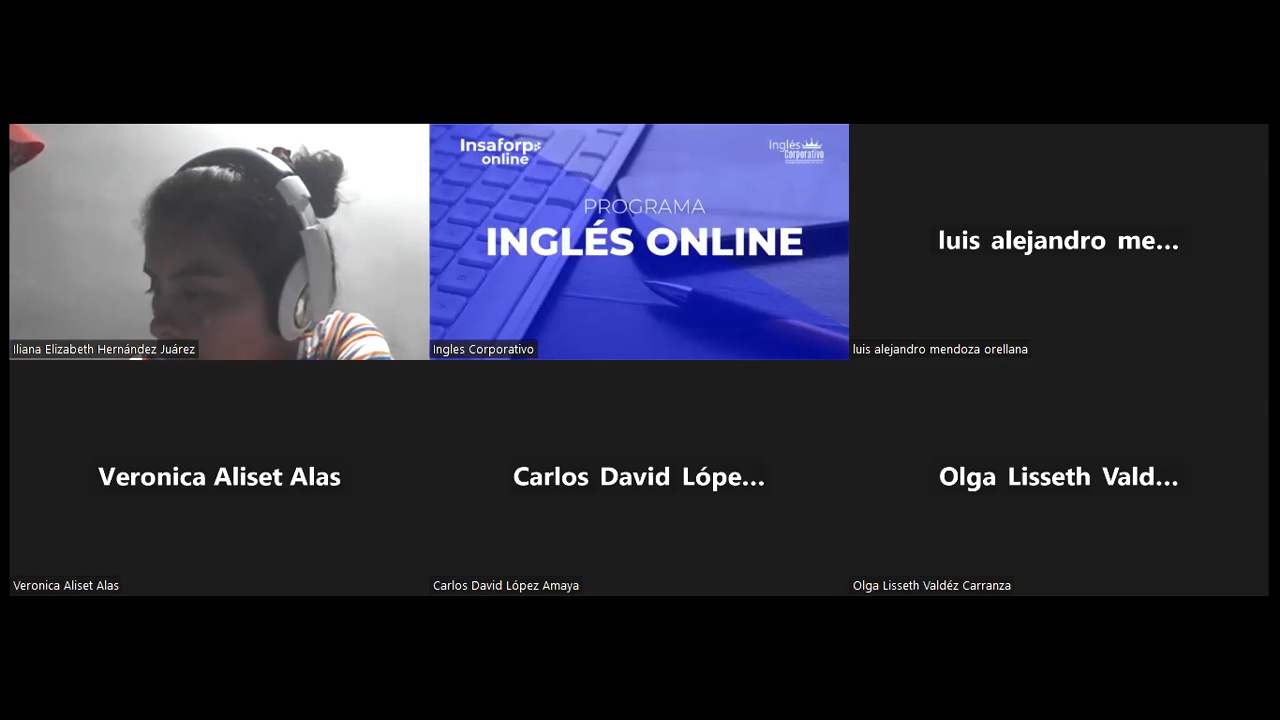 Insaforp
online
Inglés
Corporativo
PROGRAMA
INGLÉS ONLINE
Iliana Elizabeth Hernández Juárez
Ingles Corporativo
luis alejandro me...
luis alejandro mendoza orellana
Veronica Aliset Alas
Veronica Aliset Alas
Carlos David Lópe...
Carlos David López Amaya
Olga Lisseth Vald...
Olga Lisseth Valdéz Carranza